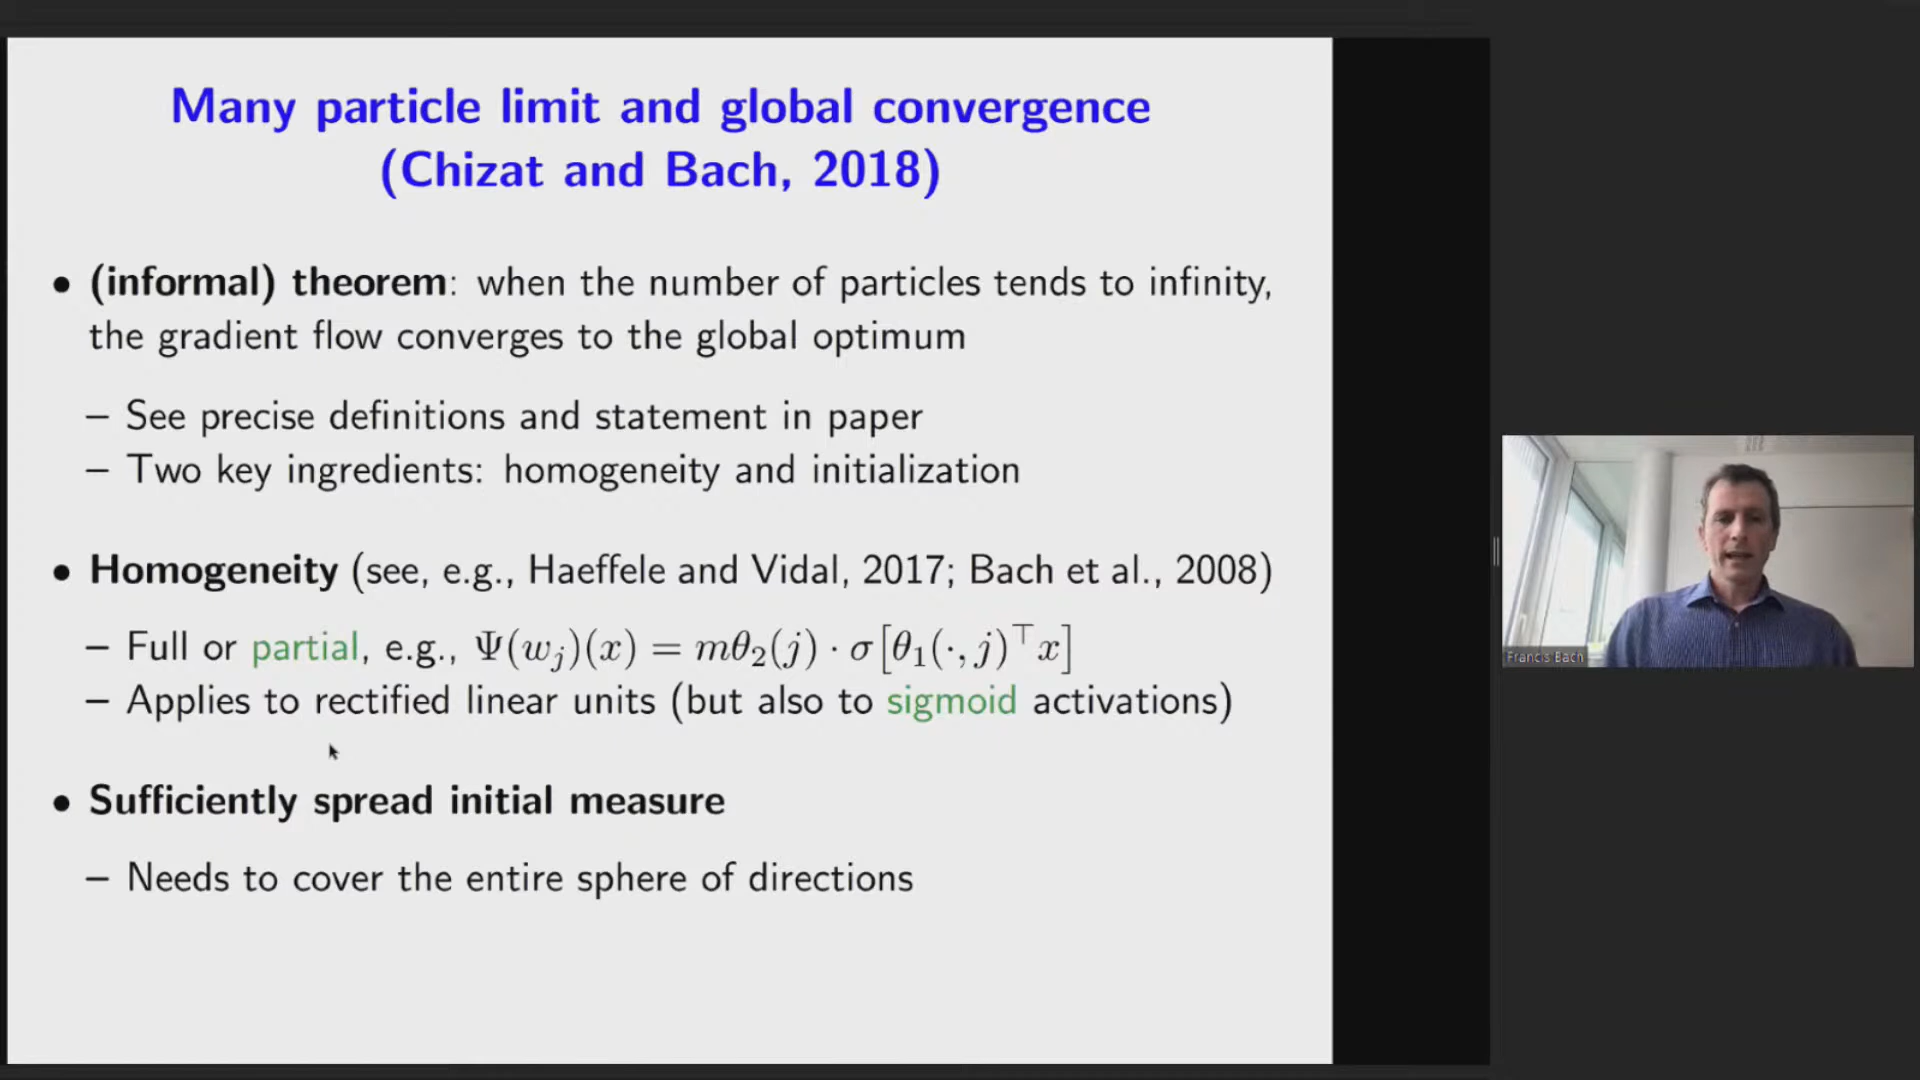 Many particle limit and global convergence
(Chizat and Bach, 2018)
• (informal) theorem: when the number of particles tends to infinity,
the gradient flow converges to the global optimum
– See precise definitions and statement in paper
– Two key ingredients: homogeneity and initialization
• Homogeneity (see, e.g., Haeffele and Vidal, 2017; Bach et al., 2008)
– Full or partial, e.g., Ψ(w_j)(x) = mθ_2(j) · σ[θ_1(·, j)^⊤ x]
– Applies to rectified linear units (but also to sigmoid activations)
• Sufficiently spread initial measure
– Needs to cover the entire sphere of directions
Francis Bach